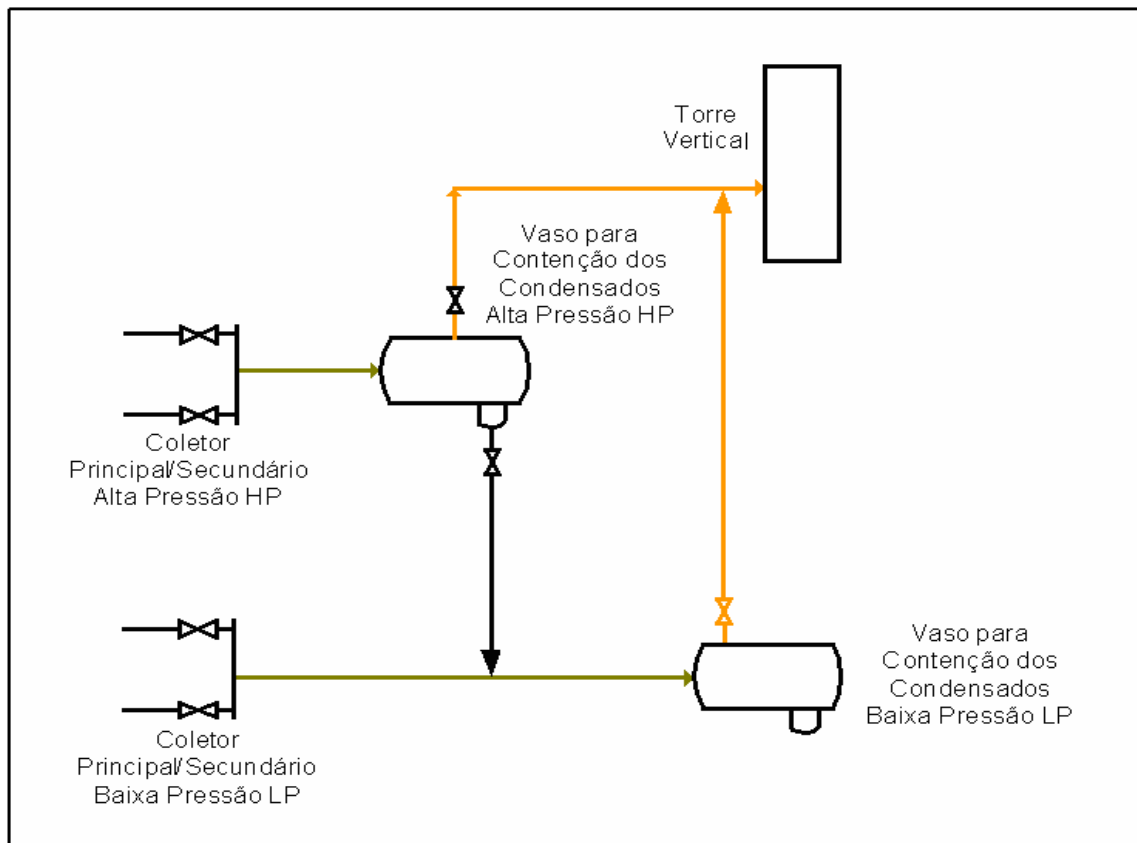 Torre
Vertical
Vaso para
Contenção dos
Condensados
Alta Pressão HP
Coletor
Principal/Secundário
Alta Pressão HP
Vaso para
Contenção dos
Condensados
Baixa Pressão LP
Coletor
Principal/Secundário
Baixa Pressão LP